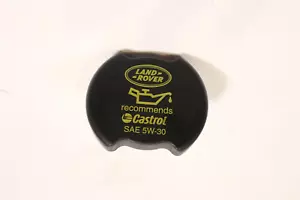 LAND
ROVER
recommends
Castrol
SAE 5W-30